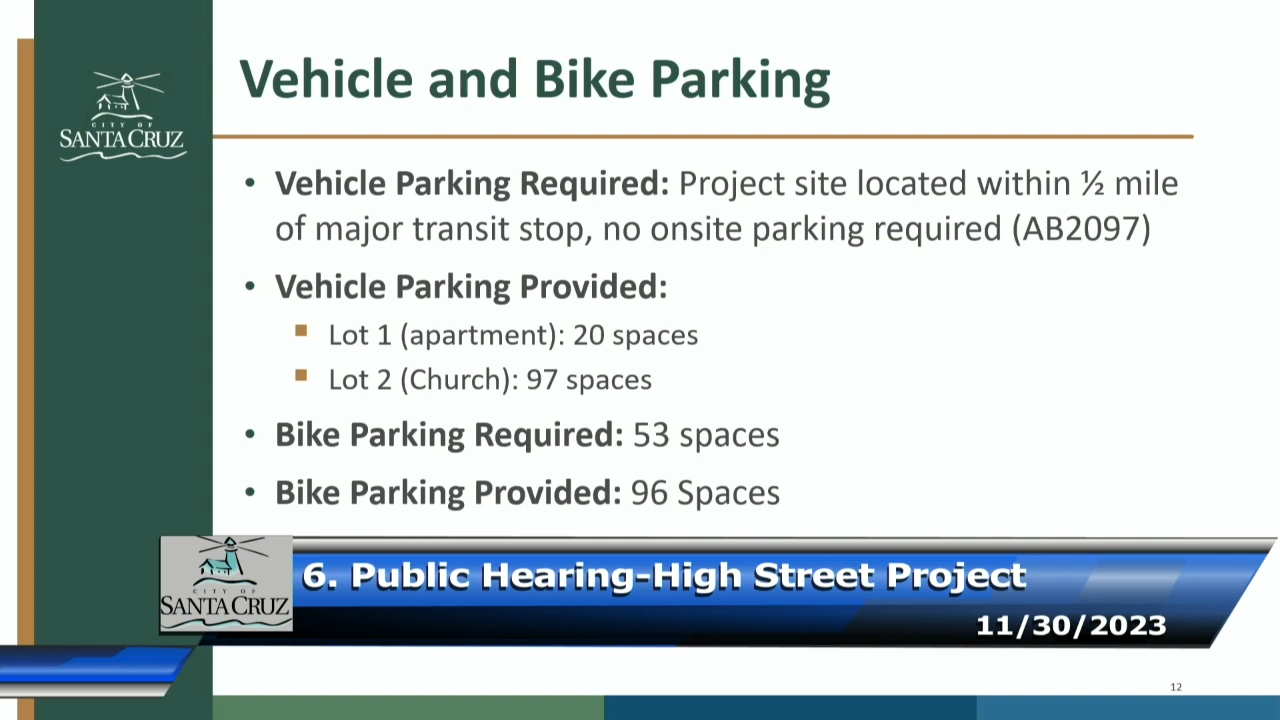 CITY OF
SANTA CRUZ
Vehicle and Bike Parking
• Vehicle Parking Required: Project site located within ½ mile
of major transit stop, no onsite parking required (AB2097)
• Vehicle Parking Provided:
▪ Lot 1 (apartment): 20 spaces
▪ Lot 2 (Church): 97 spaces
• Bike Parking Required: 53 spaces
• Bike Parking Provided: 96 Spaces
CITY OF
SANTA CRUZ
6. Public Hearing-High Street Project
11/30/2023
12